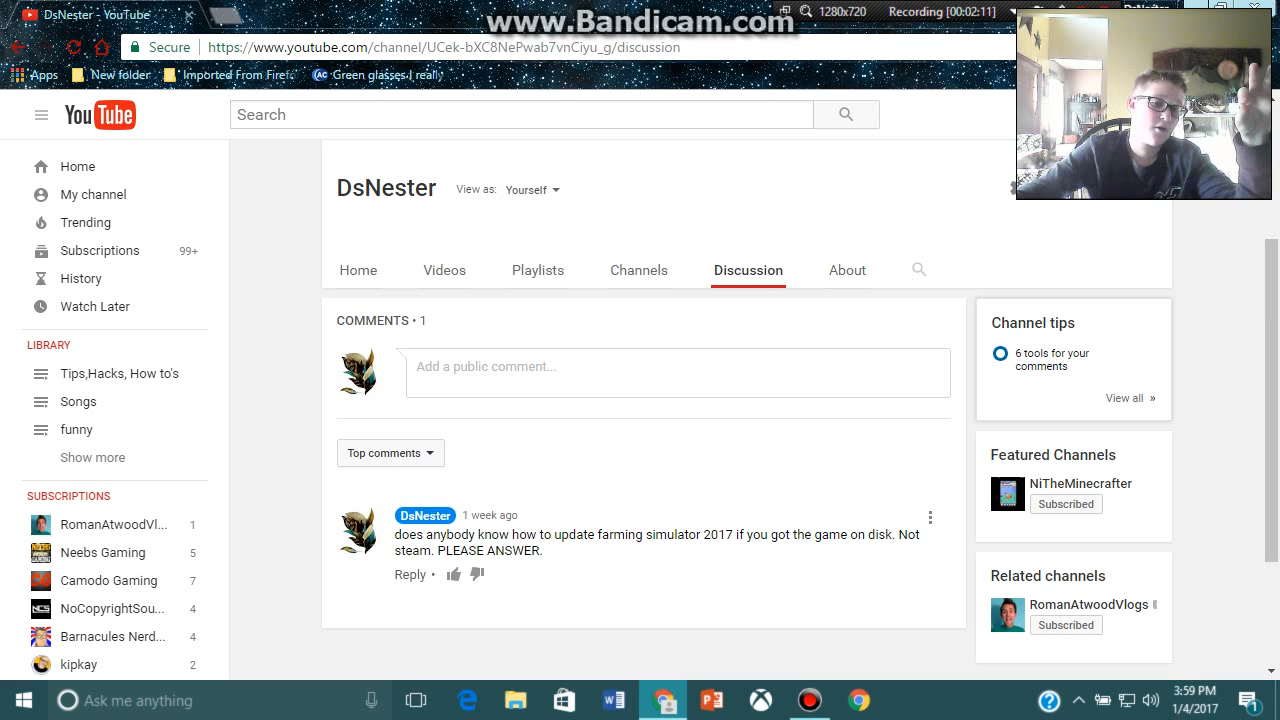 DsNester - YouTube
www.Bandicam.com
1280x720
Recording [00:02:11]
DsNester
Secure
https://www.youtube.com/channel/UCek-bXC8NePwab7vnCiyu_g/discussion
Apps
New folder
Imported From Firef
Green glasses I really
YouTube
Search
Home
My channel
Trending
Subscriptions 99+
History
Watch Later
LIBRARY
Tips,Hacks, How to's
Songs
funny
Show more
SUBSCRIPTIONS
RomanAtwoodVl... 1
Neebs Gaming 5
Camodo Gaming 7
NoCopyrightSou... 4
Barnacules Nerd... 4
kipkay 2
DsNester
View as: Yourself
Home Videos Playlists Channels Discussion About
COMMENTS • 1
Add a public comment...
Top comments
DsNester 1 week ago
does anybody know how to update farming simulator 2017 if you got the game on disk. Not
steam. PLEASE ANSWER.
Reply •
Channel tips
6 tools for your
comments
View all »
Featured Channels
NiTheMinecrafter
Subscribed
Related channels
RomanAtwoodVlogs
Subscribed
Ask me anything
3:59 PM
1/4/2017